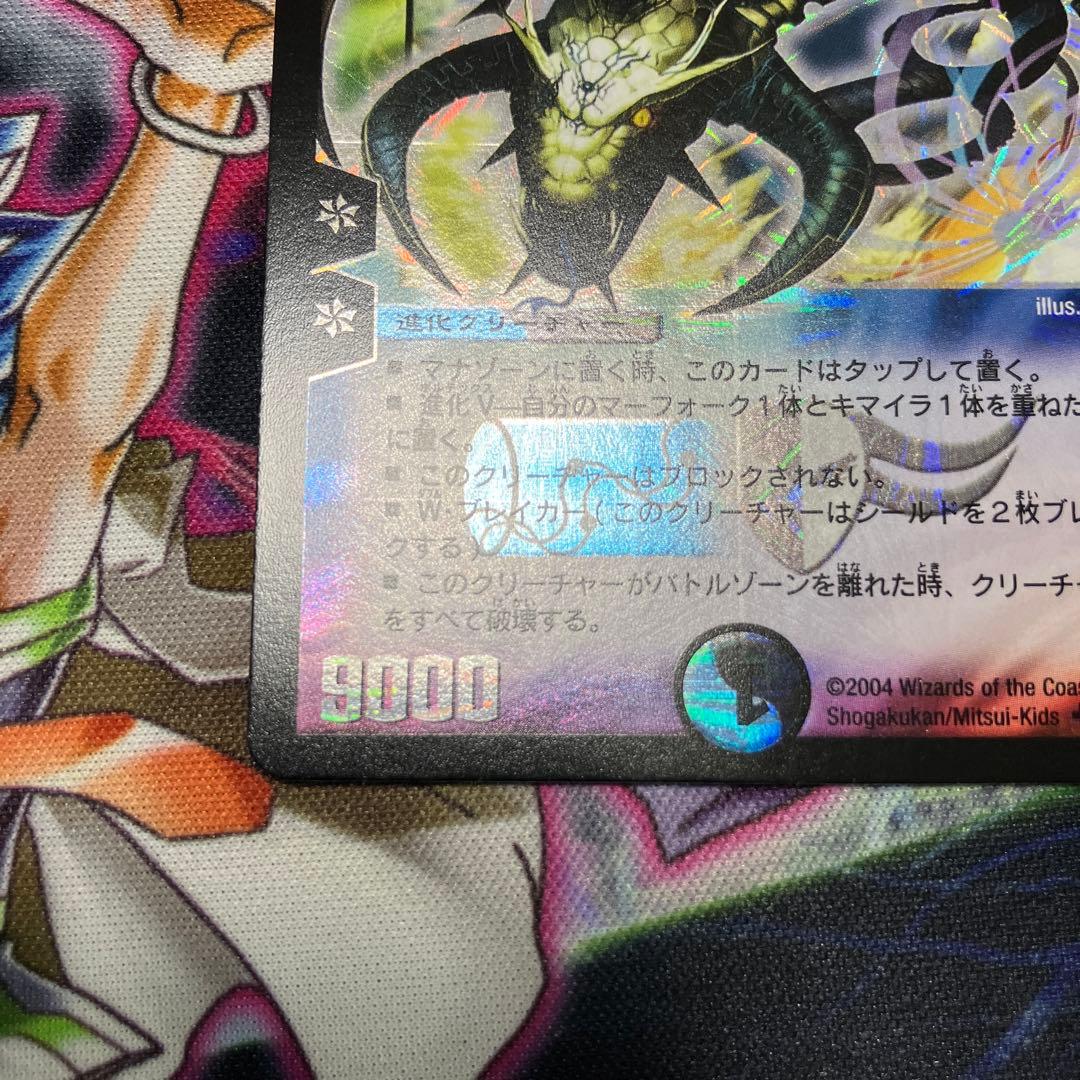 illus.
進化クリーチャー
■ マナゾーンに置く時、このカードはタップして置く。
■ 進化V－自分のマーフォーク1体とキマイラ1体を重ねた
に置く。
■ このクリーチャーはブロックされない。
■ W・ブレイカー(このクリーチャーはシールドを2枚ブレ
クする)
■ このクリーチャーがバトルゾーンを離れた時、クリーチャ
をすべて破壊する。
9000
©2004 Wizards of the Coa
Shogakukan/Mitsui-Kids